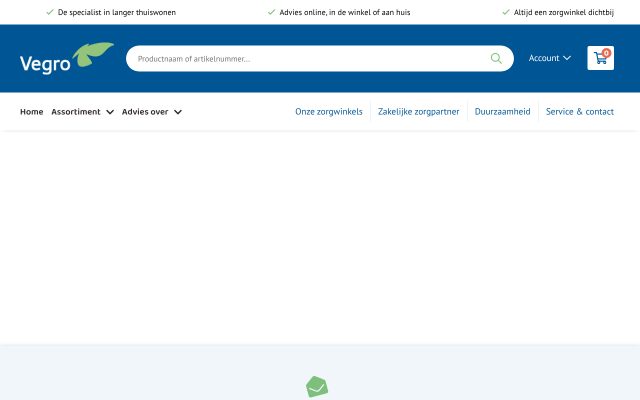 De specialist in langer thuiswonen
Advies online, in de winkel of aan huis
Altijd een zorgwinkel dichtbij
Vegro
Productnaam of artikelnummer...
Account
0
Home
Assortiment
Advies over
Onze zorgwinkels
Zakelijke zorgpartner
Duurzaamheid
Service & contact